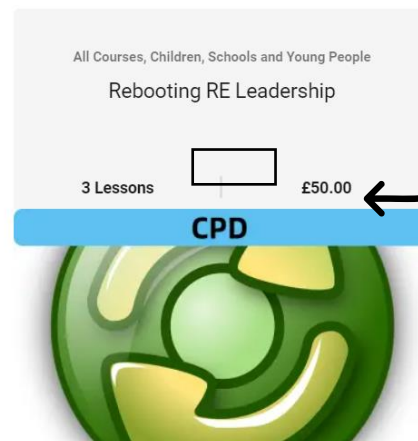 All Courses, Children, Schools and Young People
Rebooting RE Leadership
3 Lessons £50.00
CPD